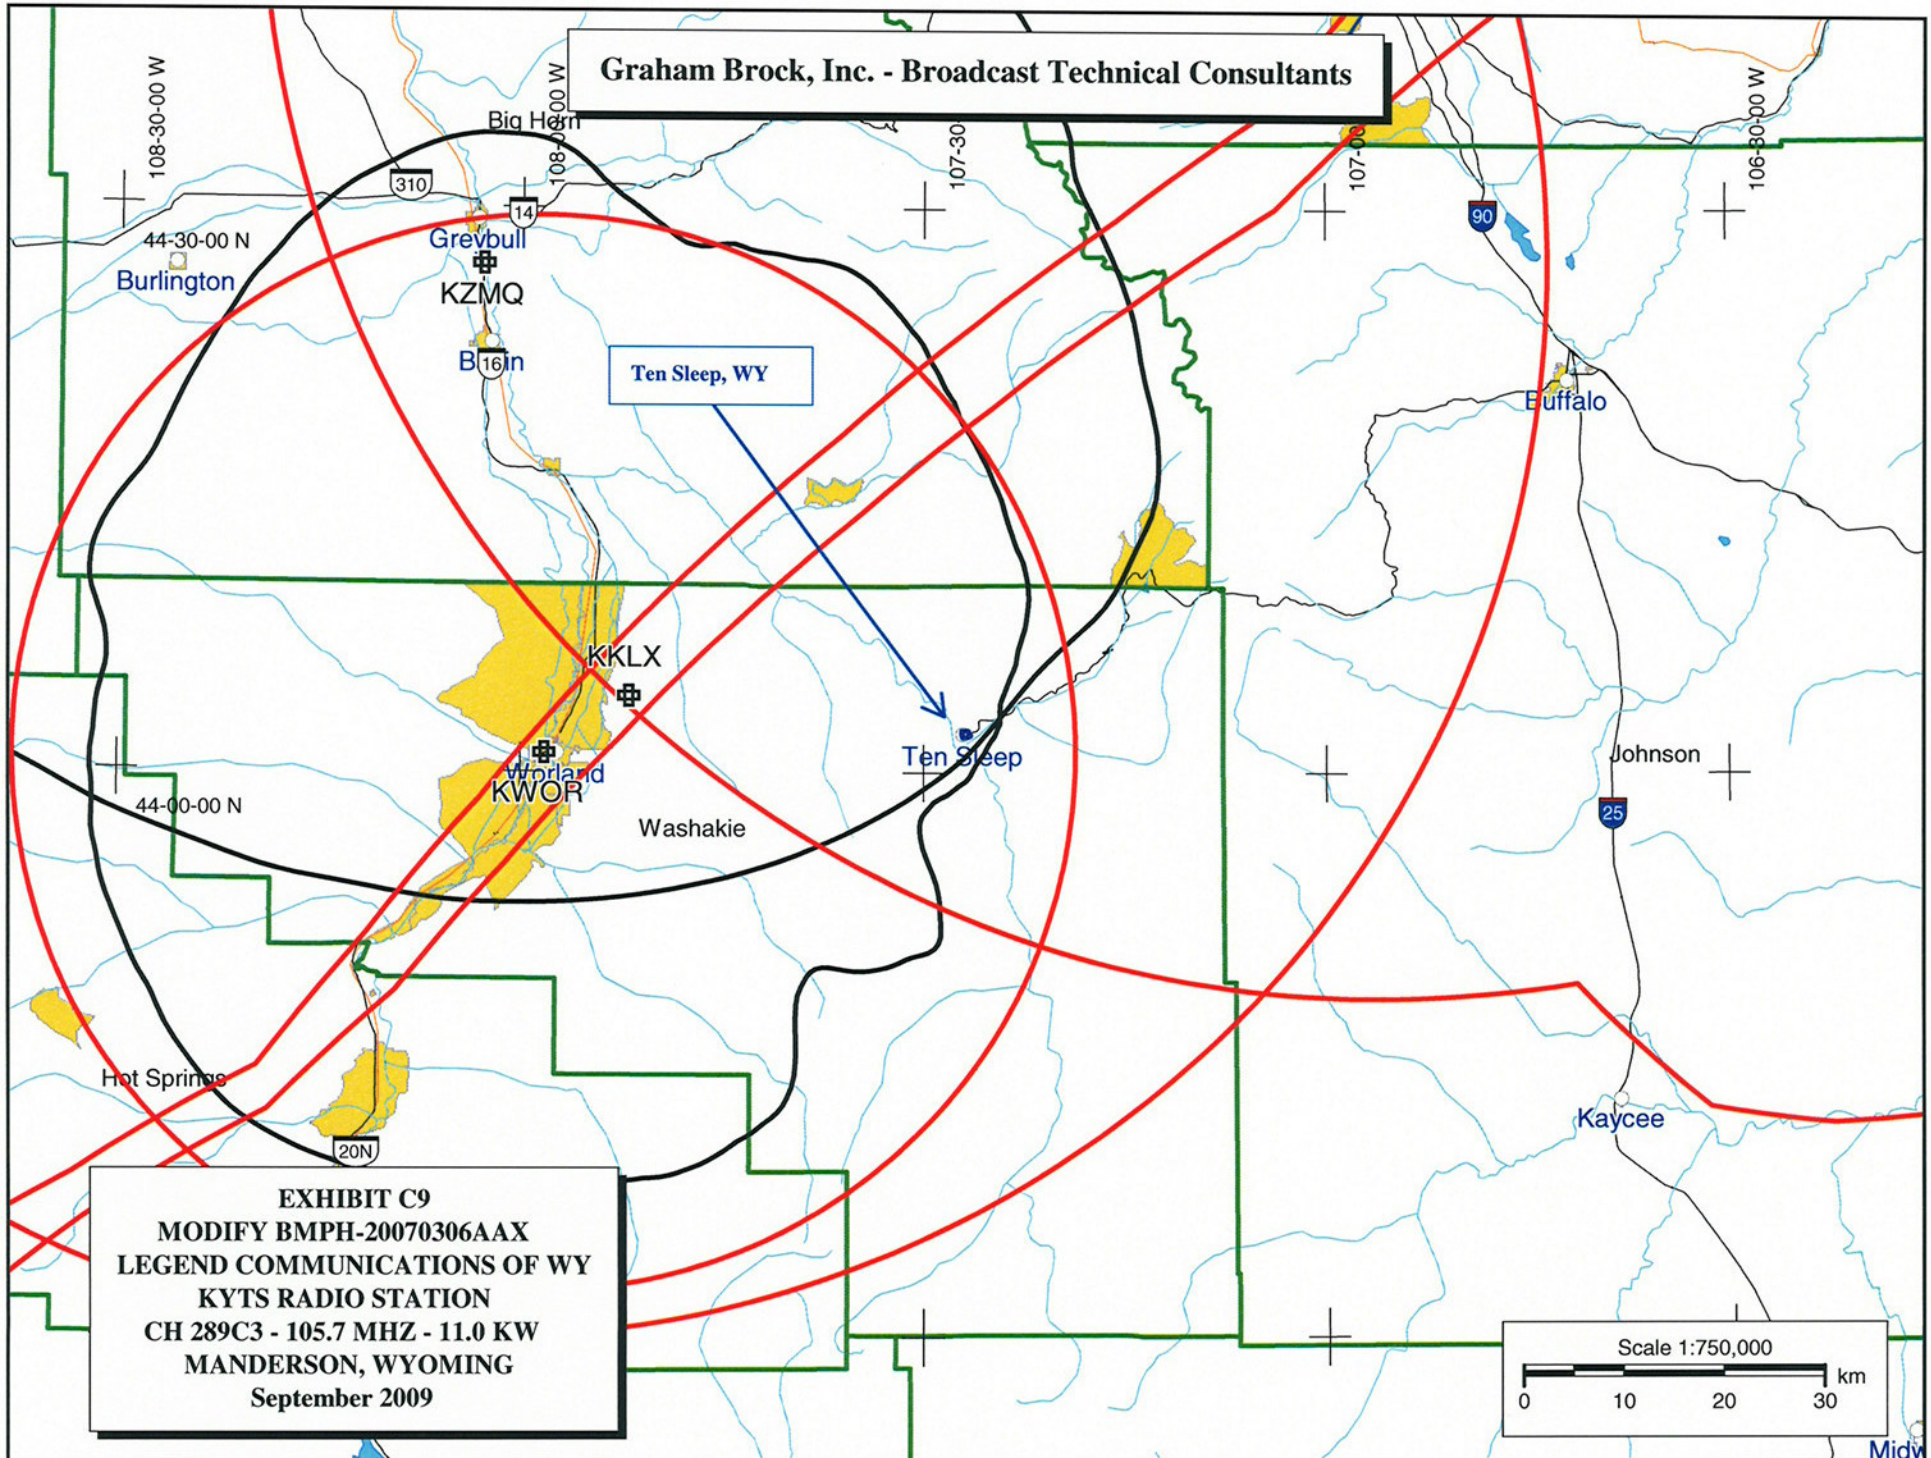 Graham Brock, Inc. - Broadcast Technical Consultants
108-30-00 W
107-30-
106-30-00 W
Big Horn
310
14
90
44-30-00 N
Greybull
Burlington
KZMQ
16
Ten Sleep, WY
Buffalo
KKLX
Ten Sleep
Johnson
Worland
KWOR
44-00-00 N
25
Washakie
Hot Springs
Kaycee
20N
EXHIBIT C9
MODIFY BMPH-20070306AAX
LEGEND COMMUNICATIONS OF WY
KYTS RADIO STATION
CH 289C3 - 105.7 MHZ - 11.0 KW
MANDERSON, WYOMING
September 2009
Scale 1:750,000
km
0 10 20 30